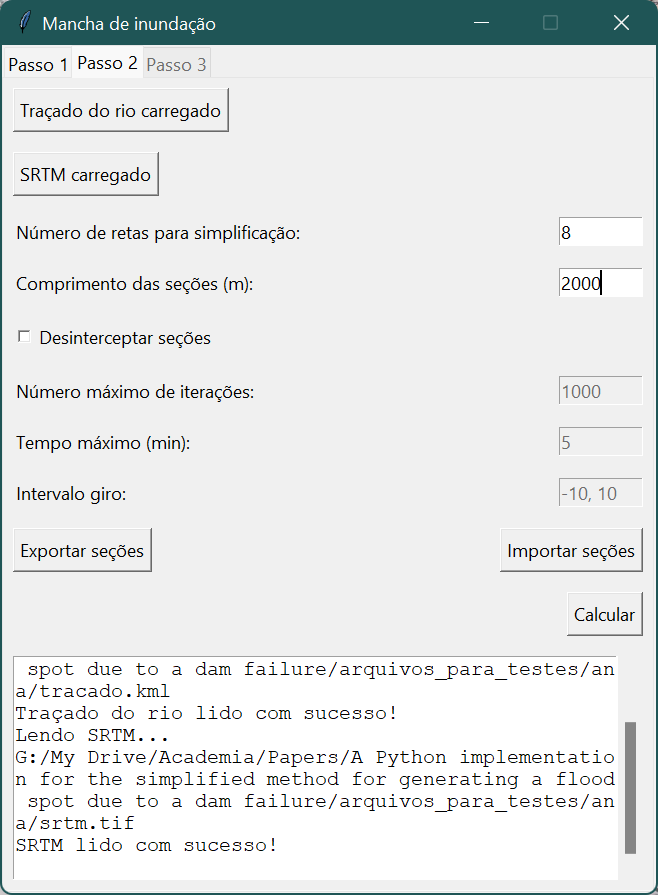 Mancha de inundação
Passo 1 Passo 2 Passo 3
Traçado do rio carregado
SRTM carregado
Número de retas para simplificação: 8
Comprimento das seções (m): 2000
Desinterceptar seções
Número máximo de iterações: 1000
Tempo máximo (min): 5
Intervalo giro: -10, 10
Exportar seções Importar seções
Calcular
spot due to a dam failure/arquivos_para_testes/an
a/tracado.kml
Traçado do rio lido com sucesso!
Lendo SRTM...
G:/My Drive/Academia/Papers/A Python implementatio
n for the simplified method for generating a flood
spot due to a dam failure/arquivos_para_testes/an
a/srtm.tif
SRTM lido com sucesso!